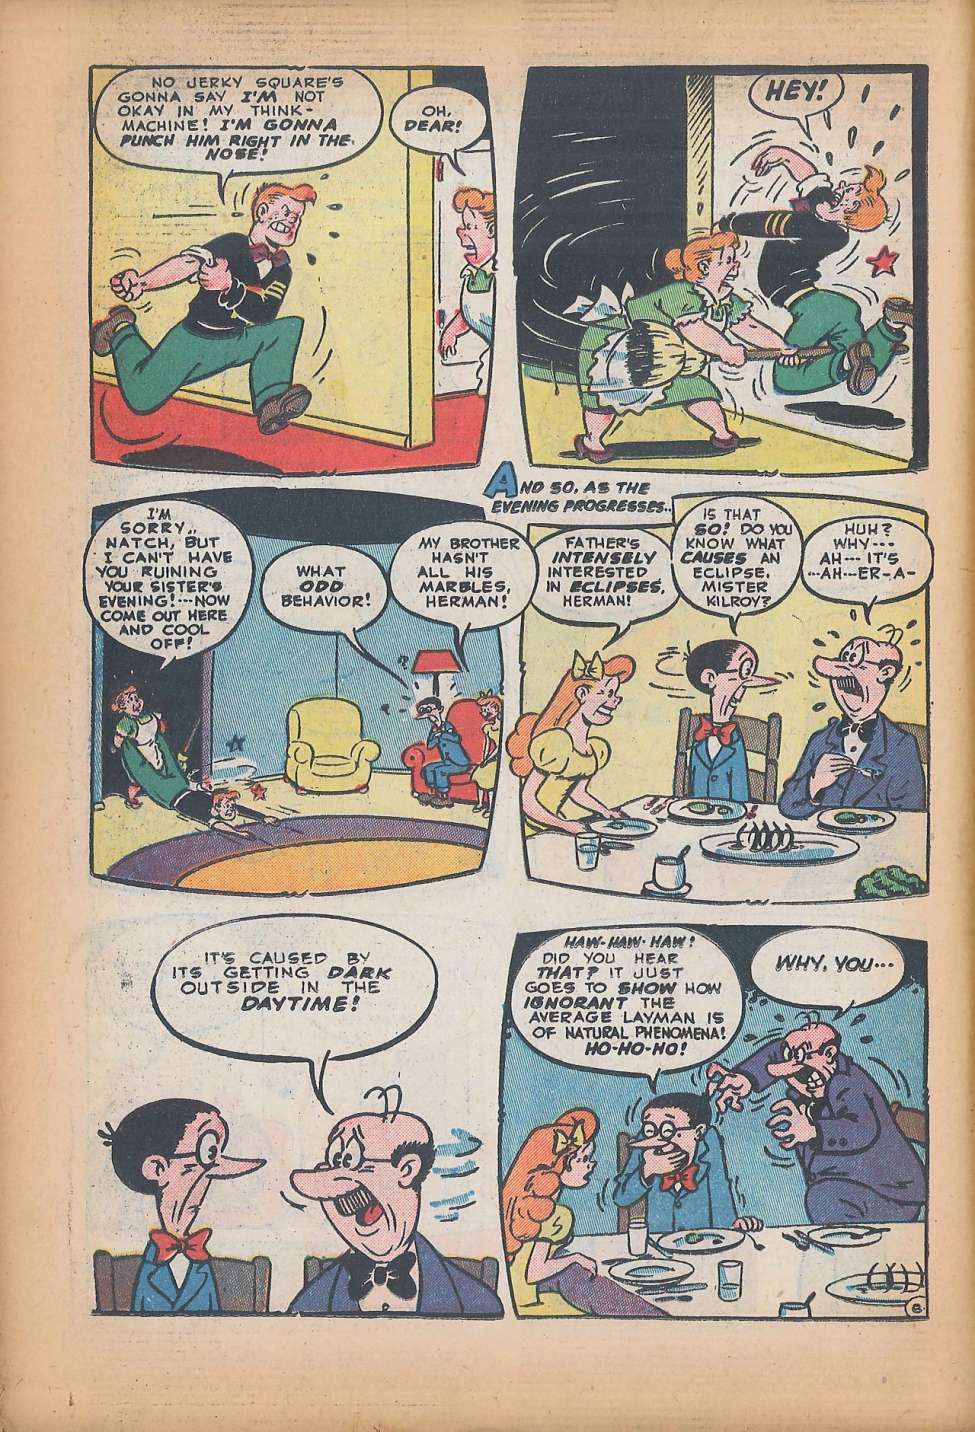 NO JERKY SQUARE'S
GONNA SAY I'M NOT
OKAY IN MY THINK-
MACHINE! I'M GONNA
PUNCH HIM RIGHT IN THE
NOSE!
OH,
DEAR!
HEY!
I'M
SORRY,,
NATCH, BUT
I CAN'T HAVE
YOU RUINING
YOUR SISTER'S
EVENING!---NOW
COME OUT HERE
AND COOL
OFF!
WHAT
ODD
BEHAVIOR!
MY BROTHER
HASN'T
ALL HIS
MARBLES,
HERMAN!
?
?
AND SO, AS THE
EVENING PROGRESSES..
FATHER'S
INTENSELY
INTERESTED
IN ECLIPSES,
HERMAN!
IS THAT
SO! DO YOU
KNOW WHAT
CAUSES AN
ECLIPSE,
MISTER
KILROY?
HUH?
WHY---
AH---IT'S
--AH--ER-A-
IT'S CAUSED BY
ITS GETTING DARK
OUTSIDE IN THE
DAYTIME!
HAW-HAW-HAW!
DID YOU HEAR
THAT? IT JUST
GOES TO SHOW HOW
IGNORANT THE
AVERAGE LAYMAN IS
OF NATURAL PHENOMENA!
HO-HO-HO!
WHY, YOU---